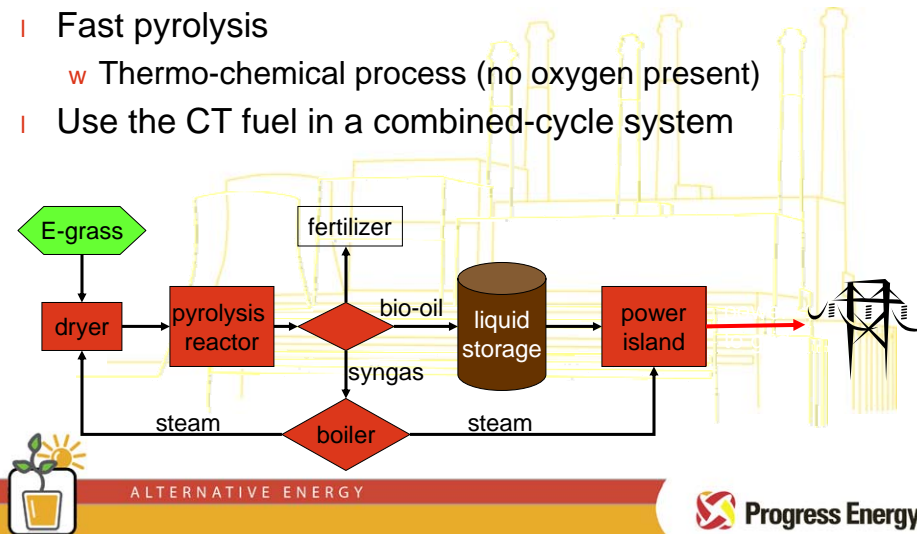 l Fast pyrolysis
w Thermo-chemical process (no oxygen present)
l Use the CT fuel in a combined-cycle system
E-grass
fertilizer
dryer
pyrolysis
reactor
bio-oil
liquid
storage
power
island
syngas
steam
boiler
steam
ALTERNATIVE ENERGY
Progress Energy